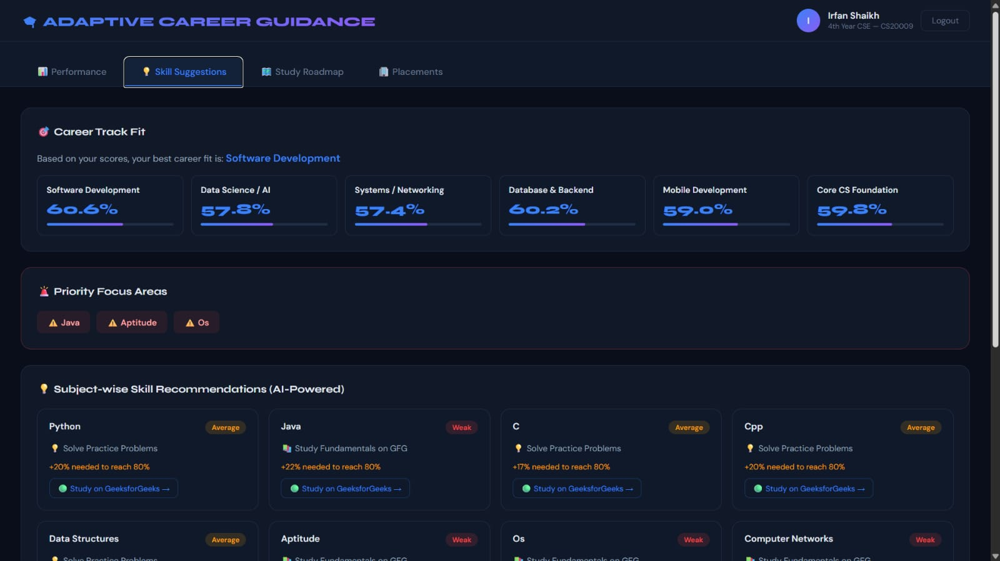 ADAPTIVE CAREER GUIDANCE
I
Irfan Shaikh
4th Year CSE — CS20009
Logout
Performance
Skill Suggestions
Study Roadmap
Placements
Career Track Fit
Based on your scores, your best career fit is: Software Development
Software Development
60.6%
Data Science / AI
57.8%
Systems / Networking
57.4%
Database & Backend
60.2%
Mobile Development
59.0%
Core CS Foundation
59.8%
Priority Focus Areas
Java
Aptitude
Os
Subject-wise Skill Recommendations (AI-Powered)
Python
Average
Solve Practice Problems
+20% needed to reach 80%
Study on GeeksforGeeks →
Java
Weak
Study Fundamentals on GFG
+22% needed to reach 80%
Study on GeeksforGeeks →
C
Average
Solve Practice Problems
+17% needed to reach 80%
Study on GeeksforGeeks →
Cpp
Average
Solve Practice Problems
+20% needed to reach 80%
Study on GeeksforGeeks →
Data Structures
Average
Solve Practice Problems
Aptitude
Weak
Study Fundamentals on GFG
Os
Weak
Study Fundamentals on GFG
Computer Networks
Weak
Study Fundamentals on GFG